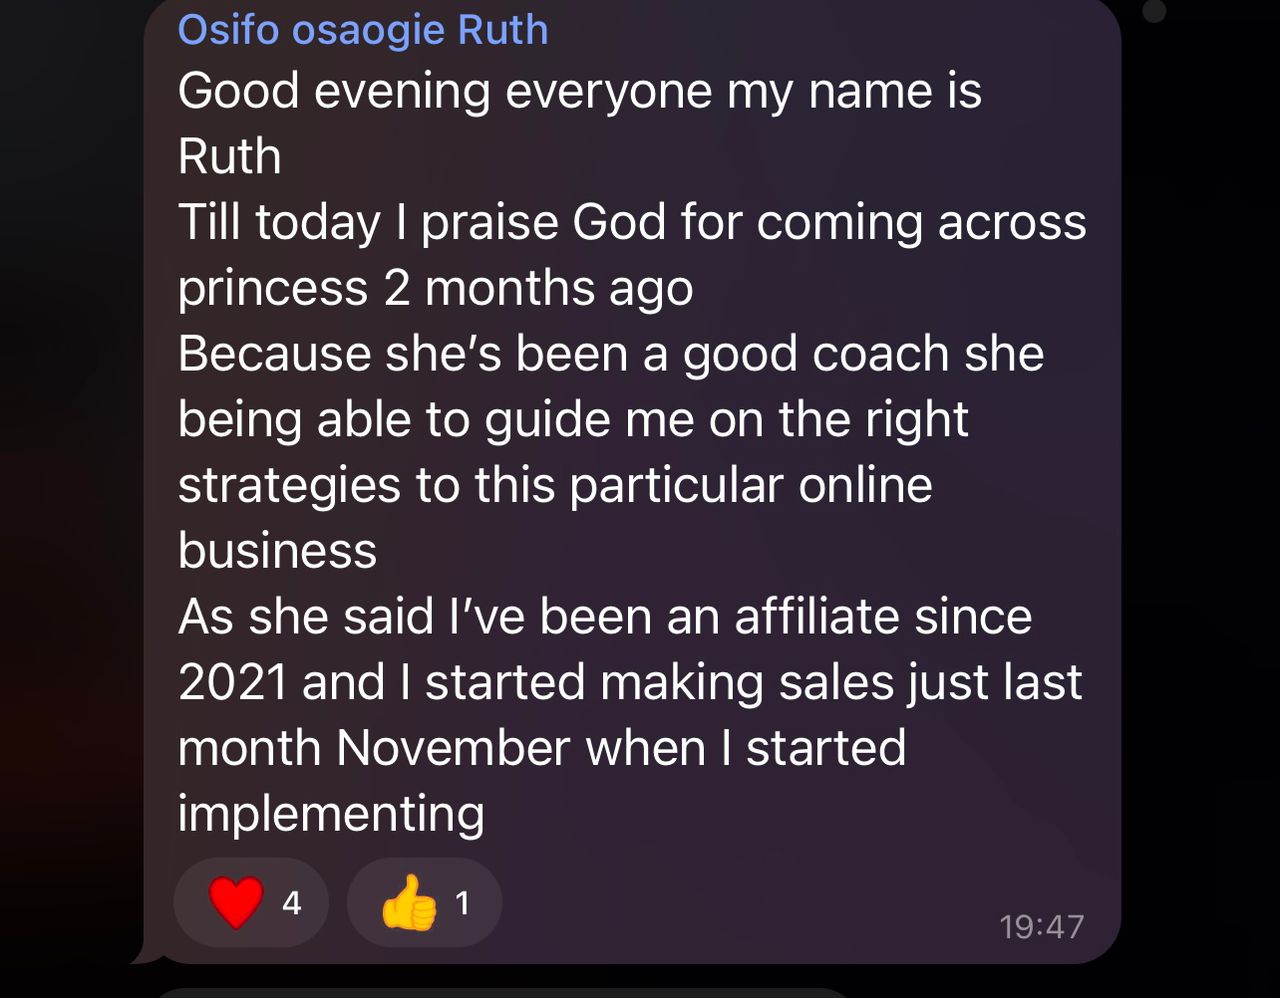 Osifo osaogie Ruth
Good evening everyone my name is
Ruth
Till today I praise God for coming across
princess 2 months ago
Because she’s been a good coach she
being able to guide me on the right
strategies to this particular online
business
As she said I’ve been an affiliate since
2021 and I started making sales just last
month November when I started
implementing
❤️ 4 👍 1
19:47